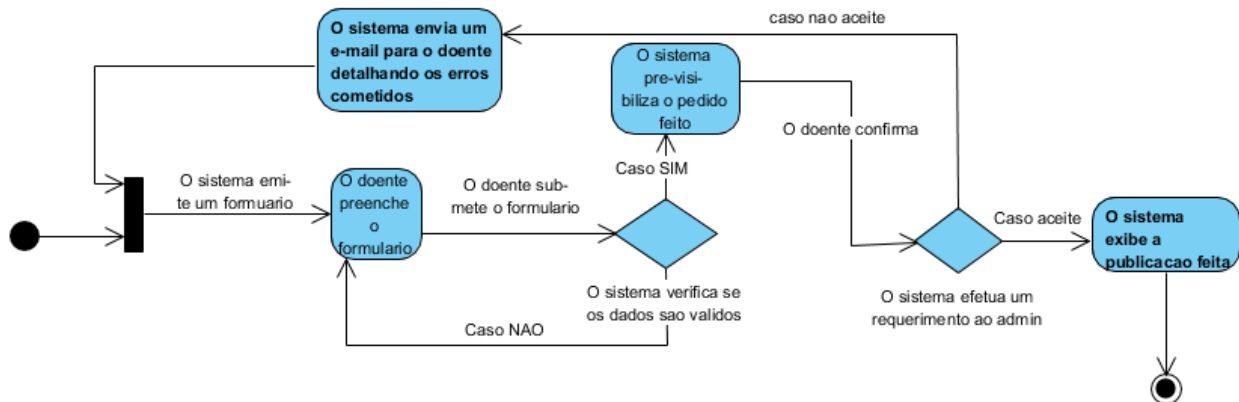 O sistema envia um
e-mail para o doente
detalhando os erros
cometidos
caso nao aceite
O sistema
pre-visi-
biliza o pedido
feito
O doente confirma
Caso SIM
O sistema emi-
te um formuario
O doente
preenche
o
formulário
O doente sub-
mete o formulario
Caso aceite
O sistema
exibe a
publicacao feita
O sistema verifica se
os dados sao validos
O sistema efetua um
requerimento ao admin
Caso NAO